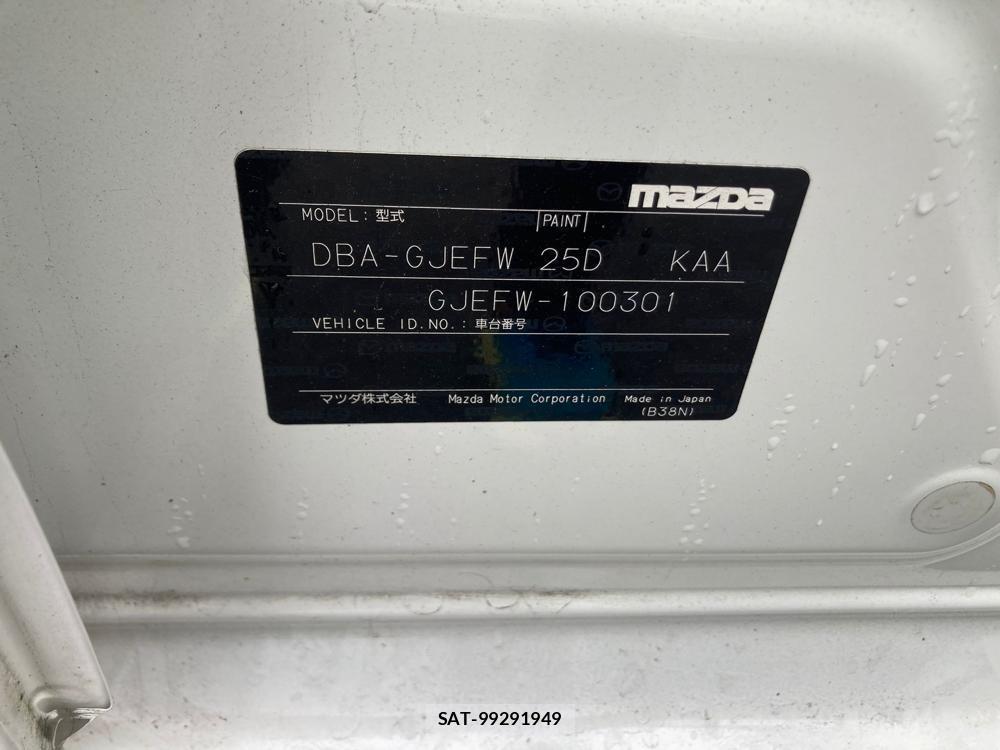 mazda
MODEL: 型式 PAINT
DBA-GJEFW 25D KAA
GJEFW-100301
VEHICLE ID.NO.: 車台番号
マツダ株式会社 Mazda Motor Corporation Made in Japan
(B38N)
SAT-99291949